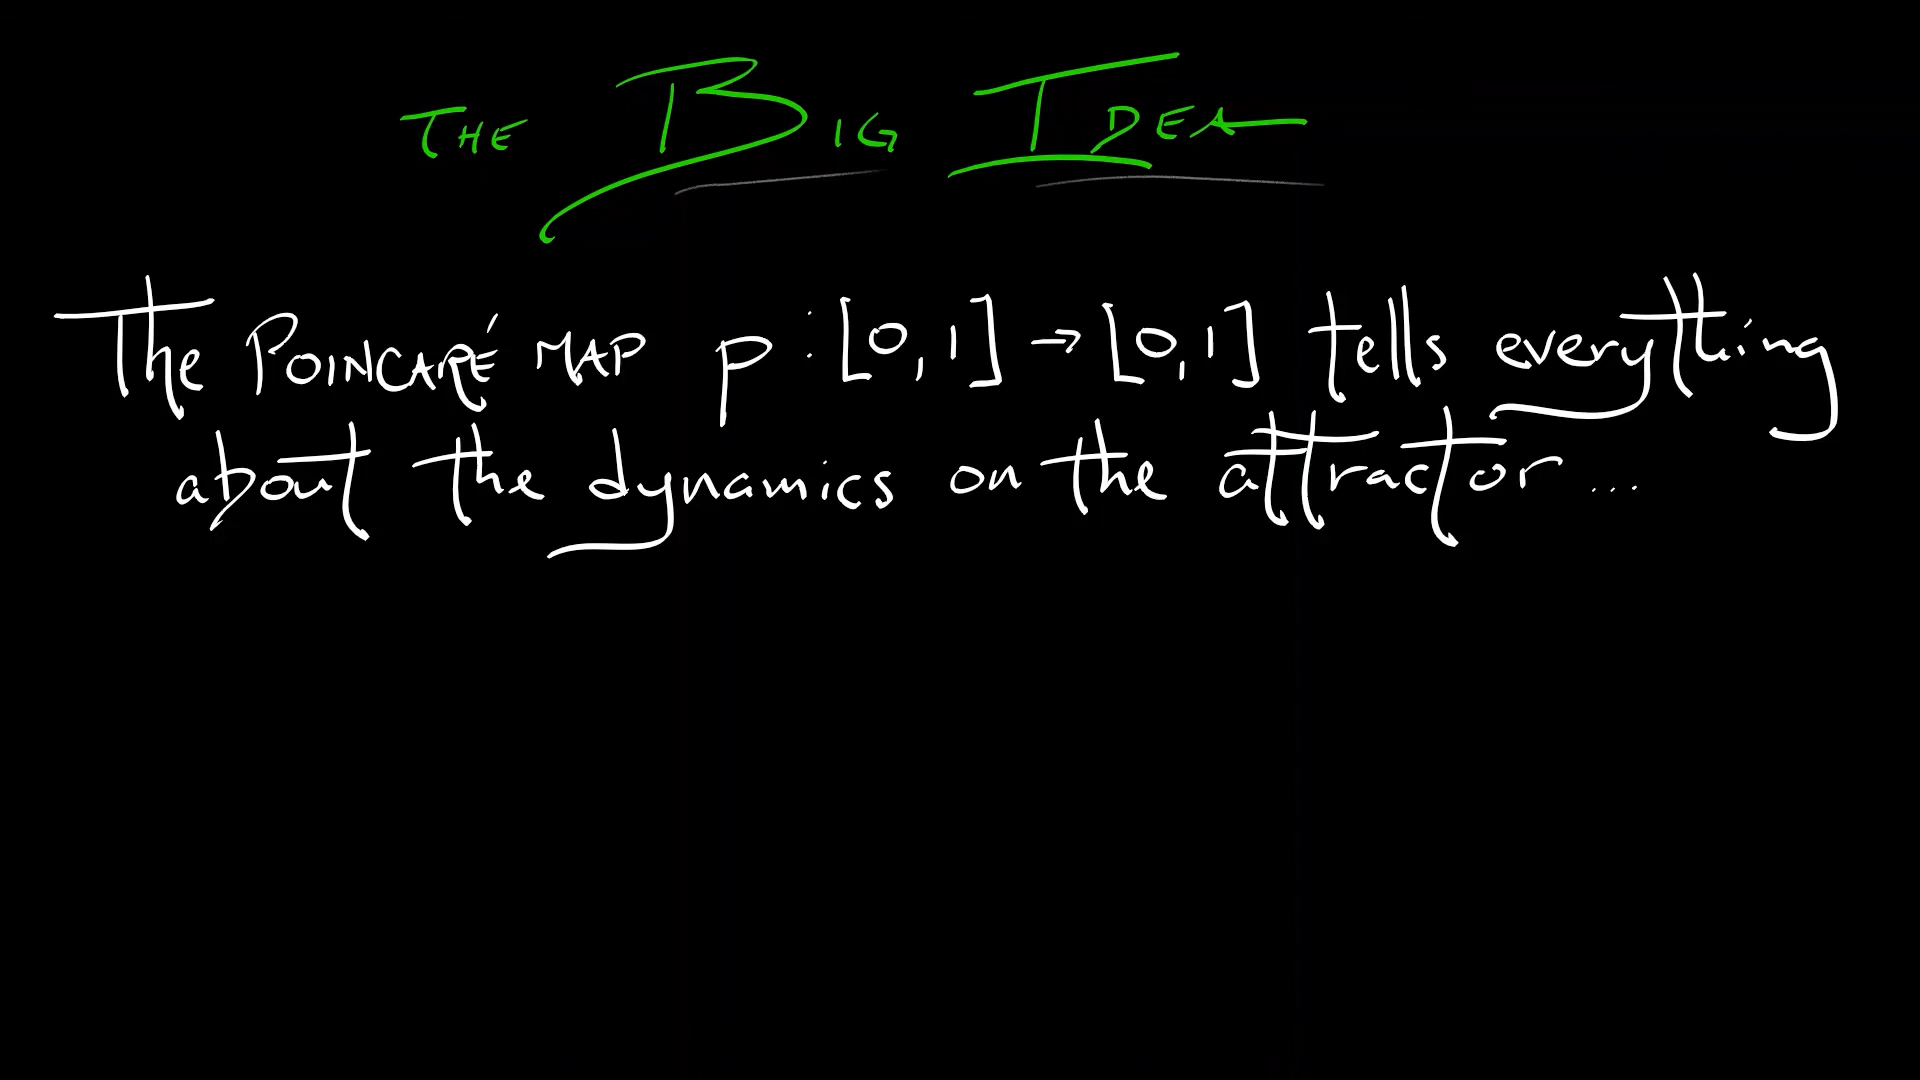 THE BIG IDEA
The POINCARÉ MAP p:[0,1]→[0,1] tells everything
about the dynamics on the attractor...